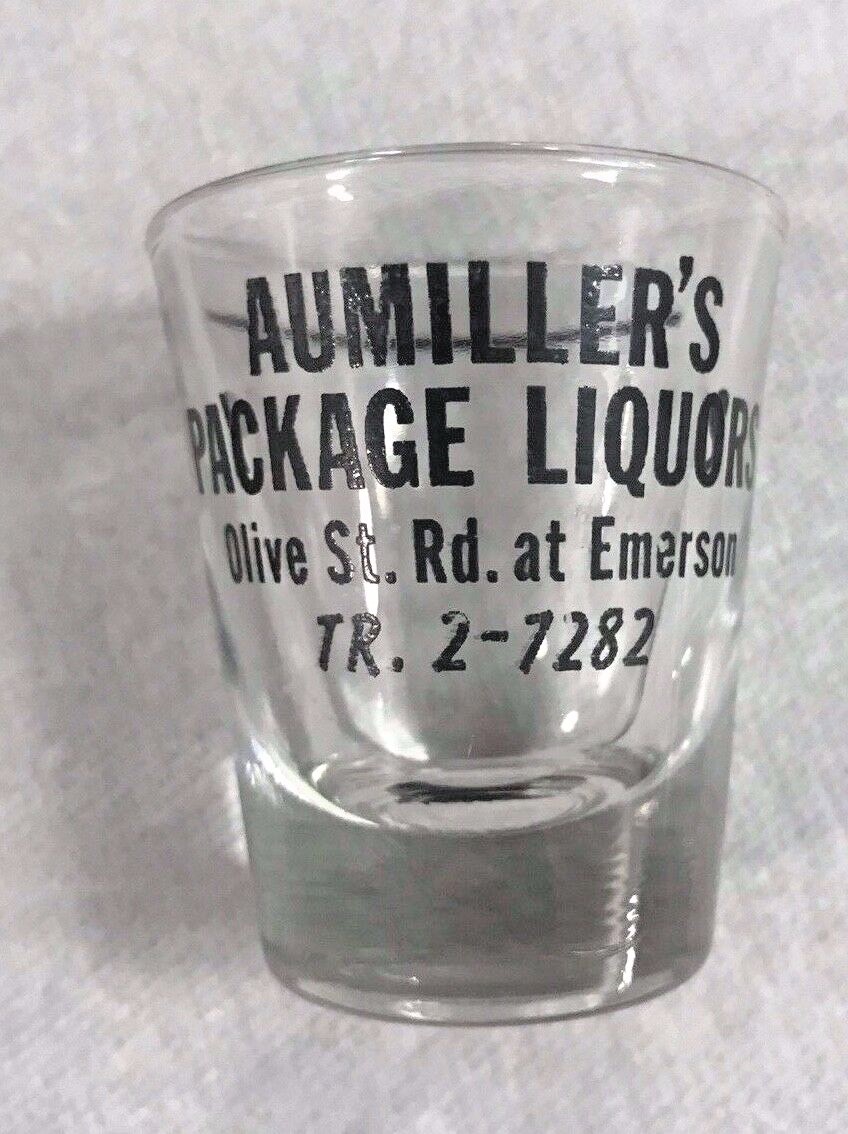 AUMILLER'S
PACKAGE LIQUORS
Olive St. Rd. at Emerson
TR. 2-7282